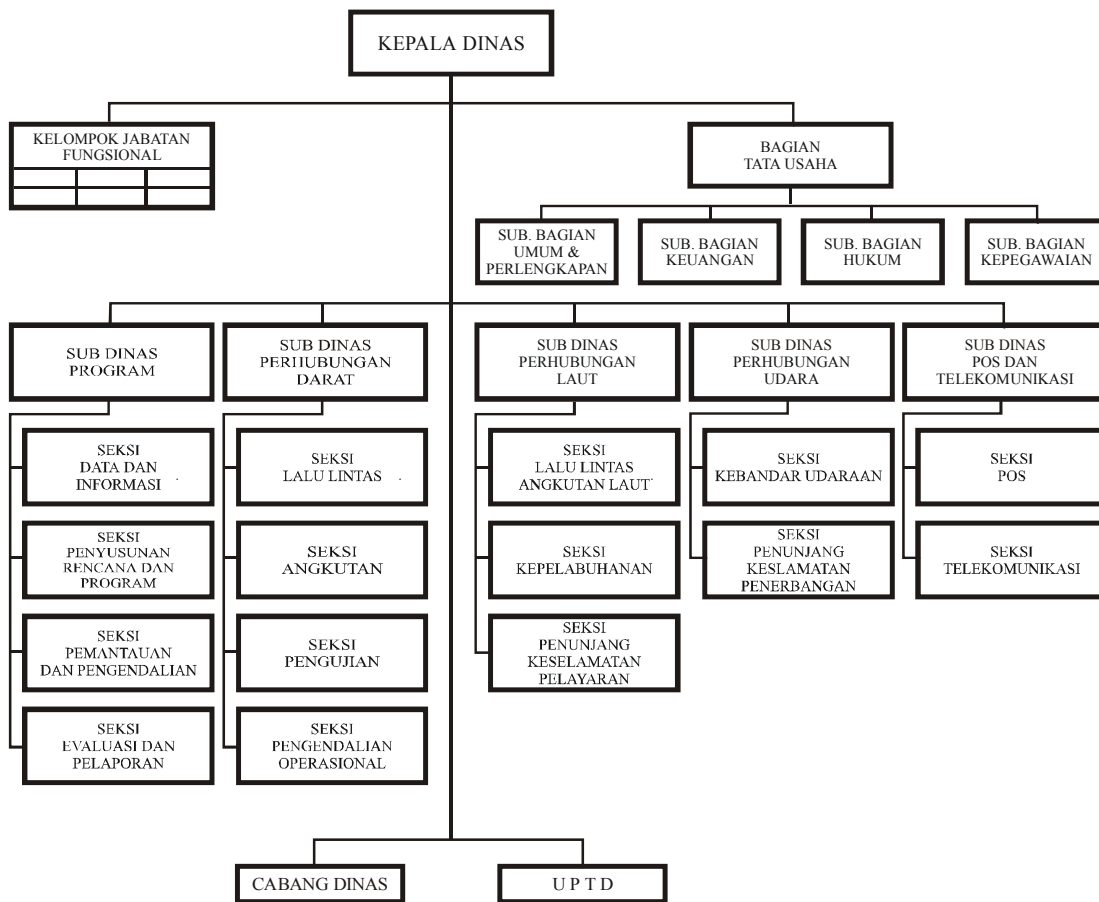 KEPALA DINAS
KELOMPOK JABATAN
FUNGSIONAL
BAGIAN
TATA USAHA
SUB. BAGIAN
UMUM &
PERLENGKAPAN
SUB. BAGIAN
KEUANGAN
SUB. BAGIAN
HUKUM
SUB. BAGIAN
KEPEGAWAIAN
SUB DINAS
PROGRAM
SUB DINAS
PERHUBUNGAN
DARAT
SUB DINAS
PERHUBUNGAN
LAUT
SUB DINAS
PERHUBUNGAN
UDARA
SUB DINAS
POS DAN
TELEKOMUNIKASI
SEKSI
DATA DAN
INFORMASI
SEKSI
LALU LINTAS
SEKSI
LALU LINTAS
ANGKUTAN LAUT
SEKSI
KEBANDAR UDARAAN
SEKSI
POS
SEKSI
PENYUSUNAN
RENCANA DAN
PROGRAM
SEKSI
ANGKUTAN
SEKSI
KEPELABUHANAN
SEKSI
PENUNJANG
KESLAMATAN
PENERBANGAN
SEKSI
TELEKOMUNIKASI
SEKSI
PEMANTAUAN
DAN PENGENDALIAN
SEKSI
PENGUJIAN
SEKSI
PENUNJANG
KESELAMATAN
PELAYARAN
SEKSI
EVALUASI DAN
PELAPORAN
SEKSI
PENGENDALIAN
OPERASIONAL
CABANG DINAS
U P T D